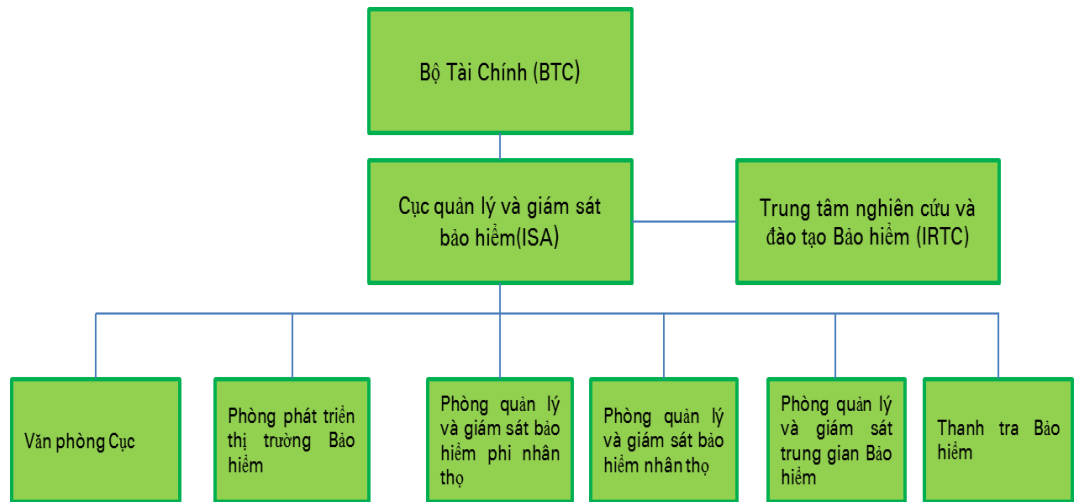 Bộ Tài Chính (BTC)
Cục quản lý và giám sát
bảo hiểm(ISA)
Trung tâm nghiên cứu và
đào tạo Bảo hiểm (IRTC)
Văn phòng Cục
Phòng phát triển
thị trường Bảo
hiểm
Phòng quản lý
và giám sát bảo
hiểm phi nhân
thọ
Phòng quản lý
và giám sát bảo
hiểm nhân thọ
Phòng quản lý
và giám sát
trung gian Bảo
hiểm
Thanh tra Bảo
hiểm